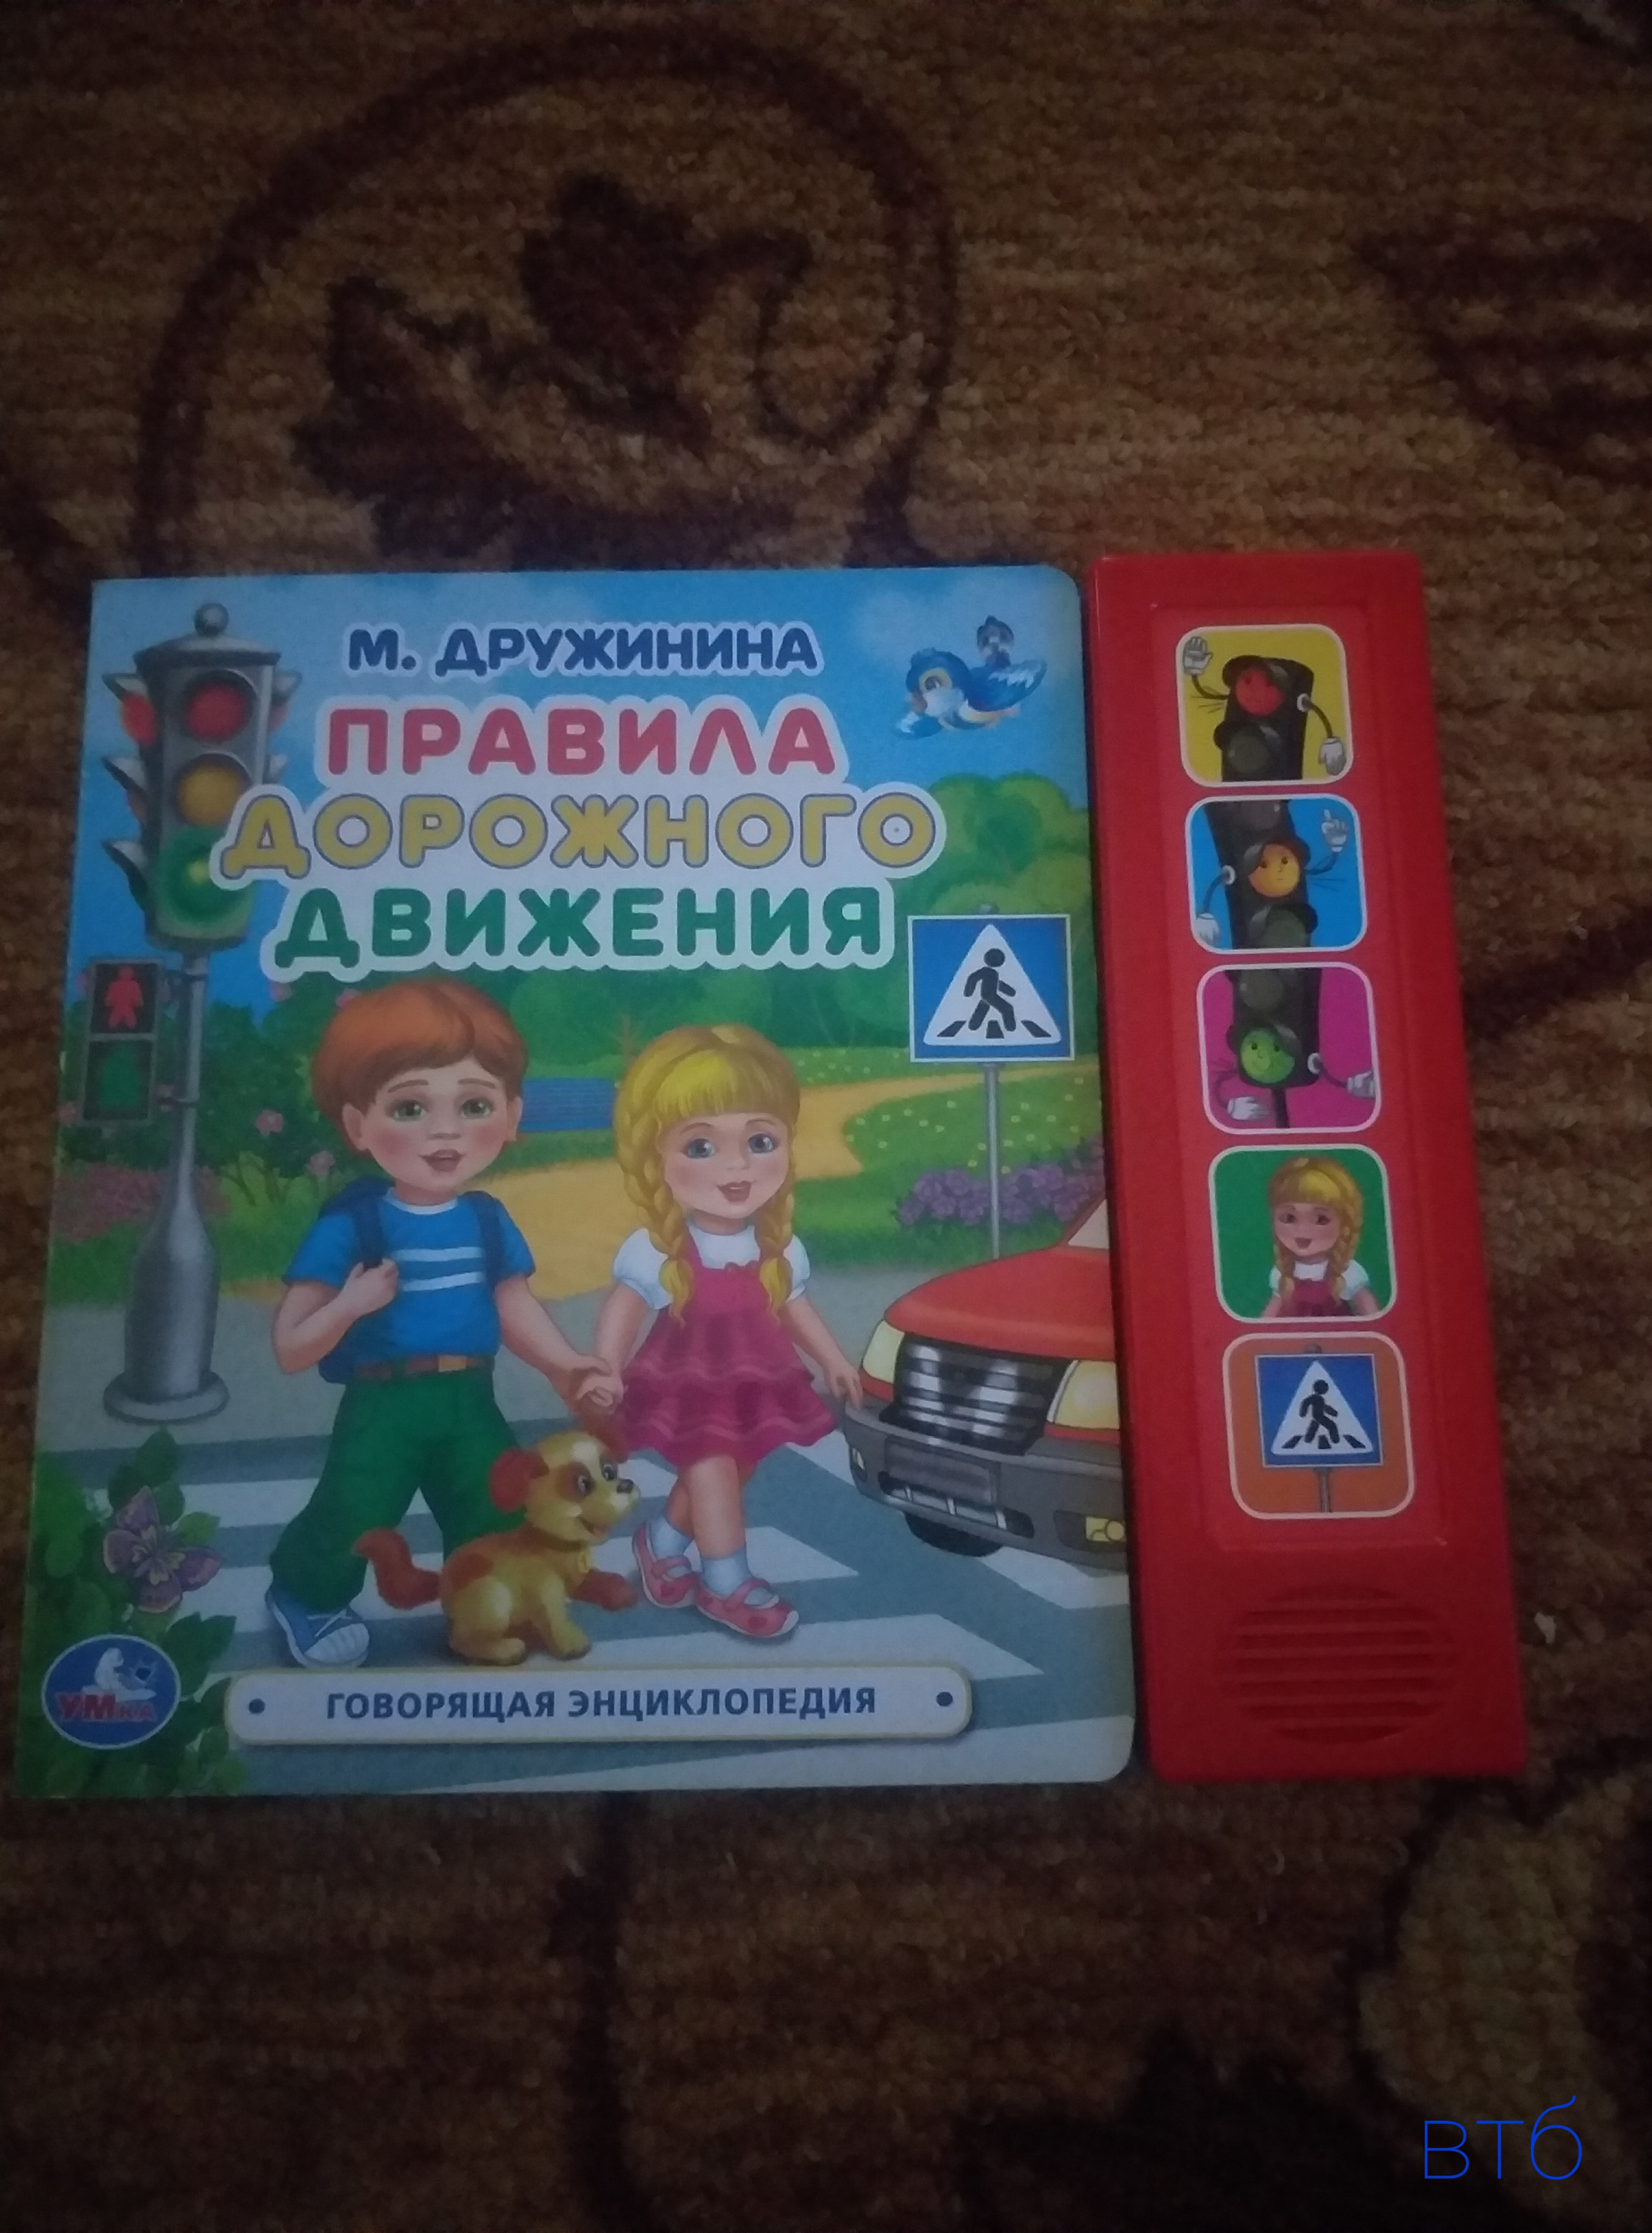 М. ДРУЖИНИНА
ПРАВИЛА
ДОРОЖНОГО
ДВИЖЕНИЯ
УМка
ГОВОРЯЩАЯ ЭНЦИКЛОПЕДИЯ
втб